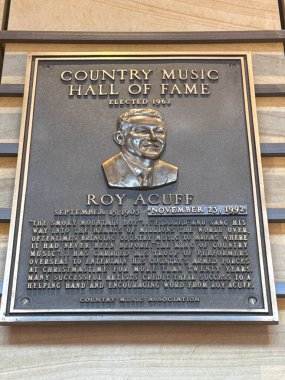 COUNTRY MUSIC
HALL OF FAME
ELECTED 1962
ROY ACUFF
SEPTEMBER 15, 1903 NOVEMBER 23, 1992
"THE SMOKY MOUNTAIN BOY" FIDDLED AND SANG HIS
WAY INTO THE HEARTS OF MILLIONS THE WORLD OVER
OFTENTIMES BRINGING COUNTRY MUSIC TO AREAS WHERE
IT HAD NEVER BEEN BEFORE. "THE KING OF COUNTRY
MUSIC" HAS CARRIED HIS TROUP OF PERFORMERS
OVERSEAS TO ENTERTAIN HIS COUNTRY'S ARMED FORCES
AT CHRISTMASTIME FOR MORE THAN TWENTY YEARS.
MANY SUCCESSFUL ARTISTS CREDIT THEIR SUCCESS TO A
HELPING HAND AND ENCOURAGING WORD FROM ROY ACUFF.
COUNTRY MUSIC ASSOCIATION